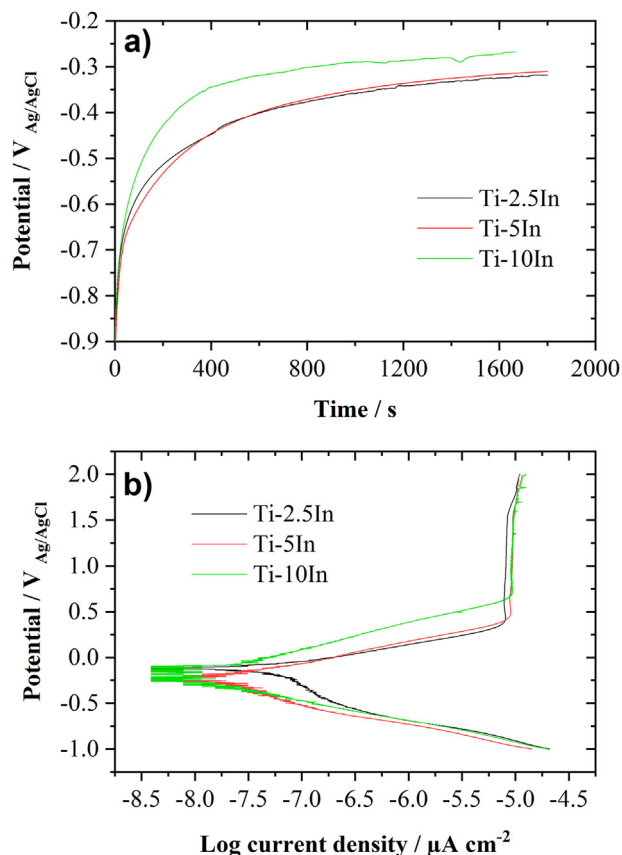 a)
-0.2
-0.3
-0.4
-0.5
-0.6
-0.7
-0.8
-0.9
Potential / V Ag/AgCl
Ti-2.5In
Ti-5In
Ti-10In
0 400 800 1200 1600 2000
Time / s
b)
2.0
1.5
1.0
0.5
0.0
-0.5
-1.0
Potential / V Ag/AgCl
Ti-2.5In
Ti-5In
Ti-10In
-8.5 -8.0 -7.5 -7.0 -6.5 -6.0 -5.5 -5.0 -4.5
Log current density / µA cm⁻²